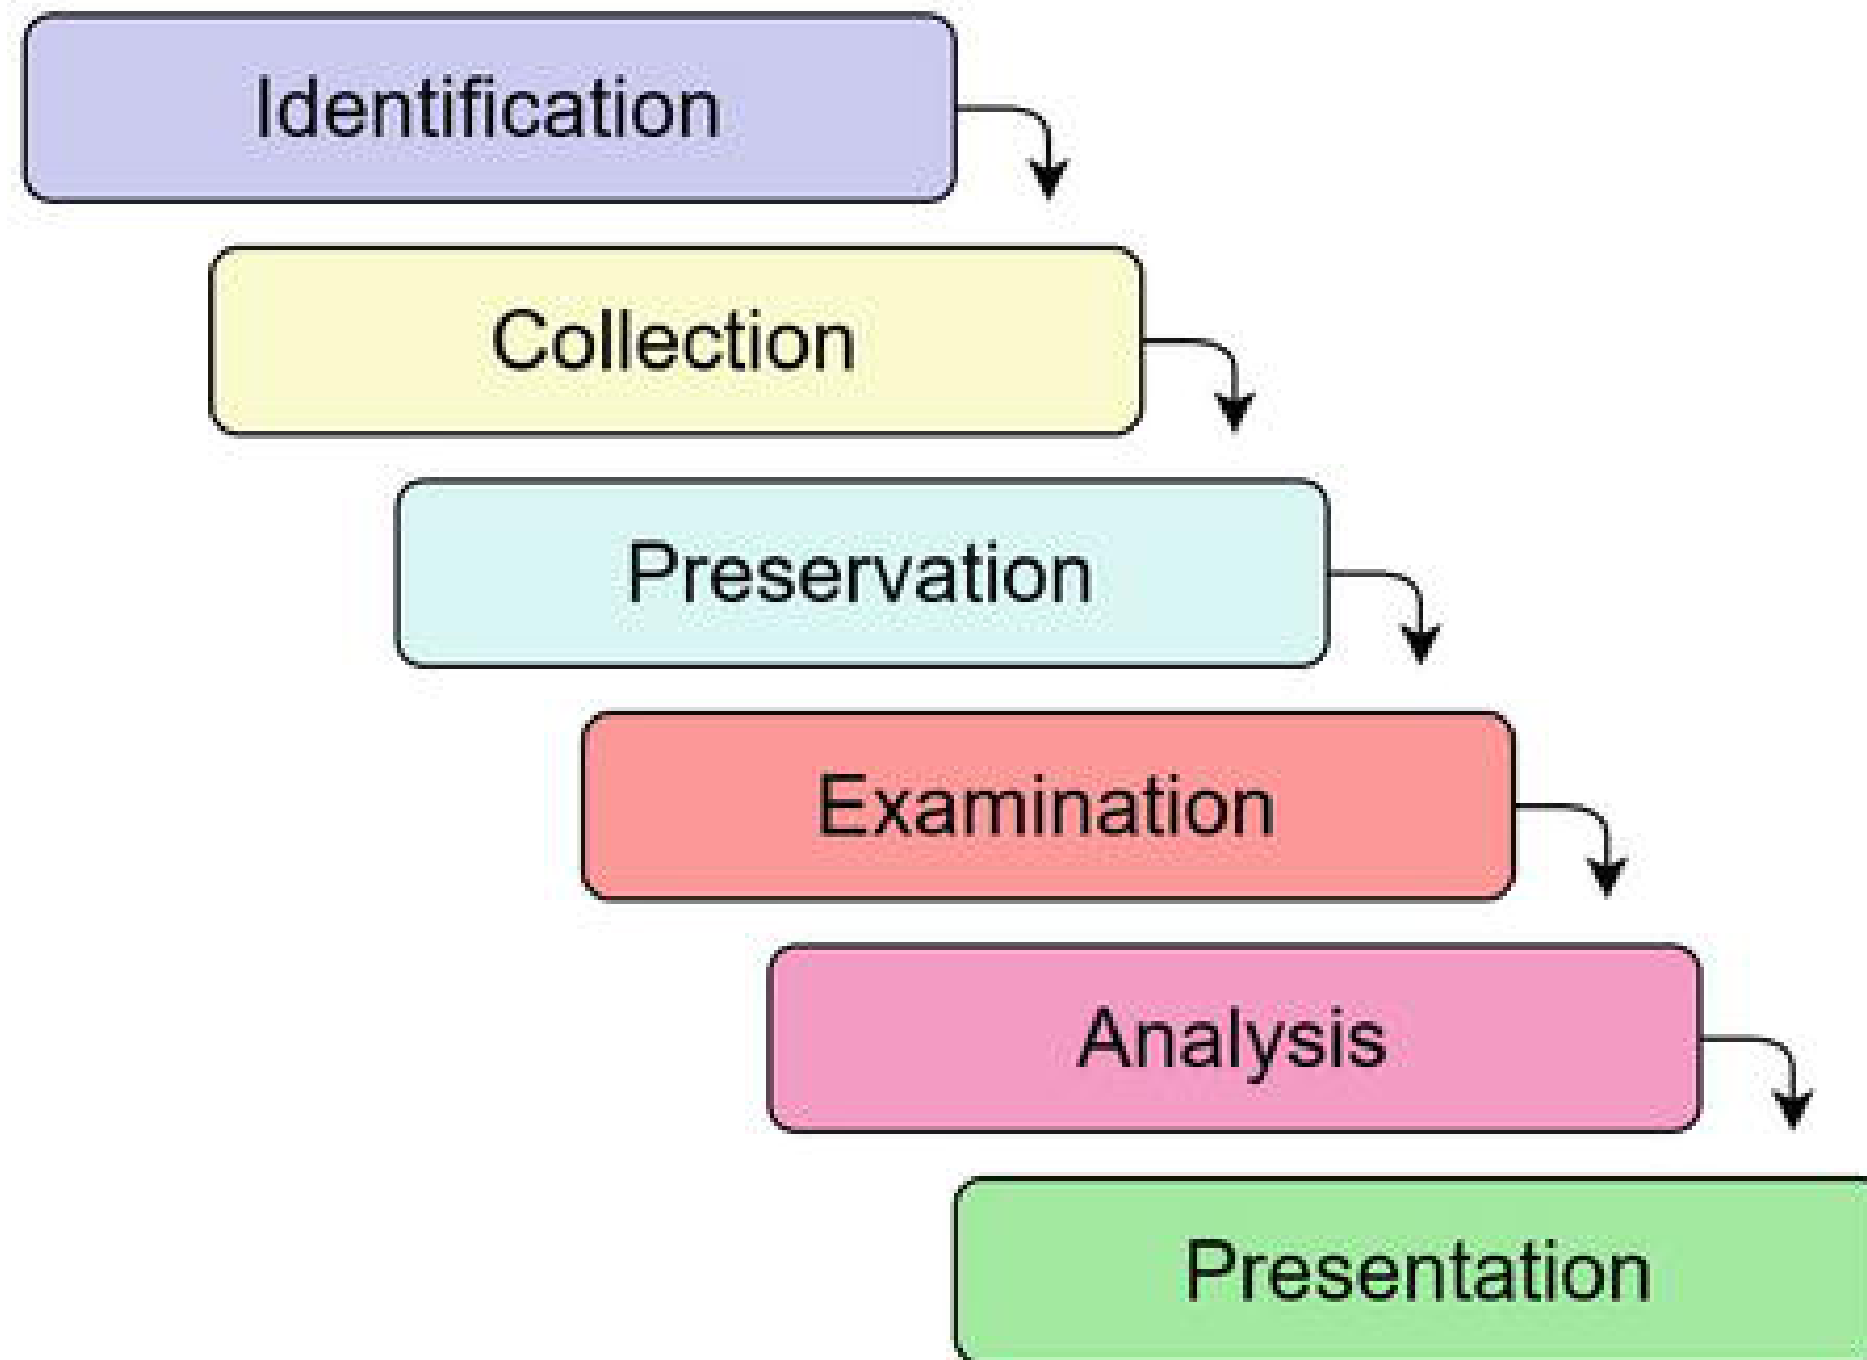 Identification
Collection
Preservation
Examination
Analysis
Presentation